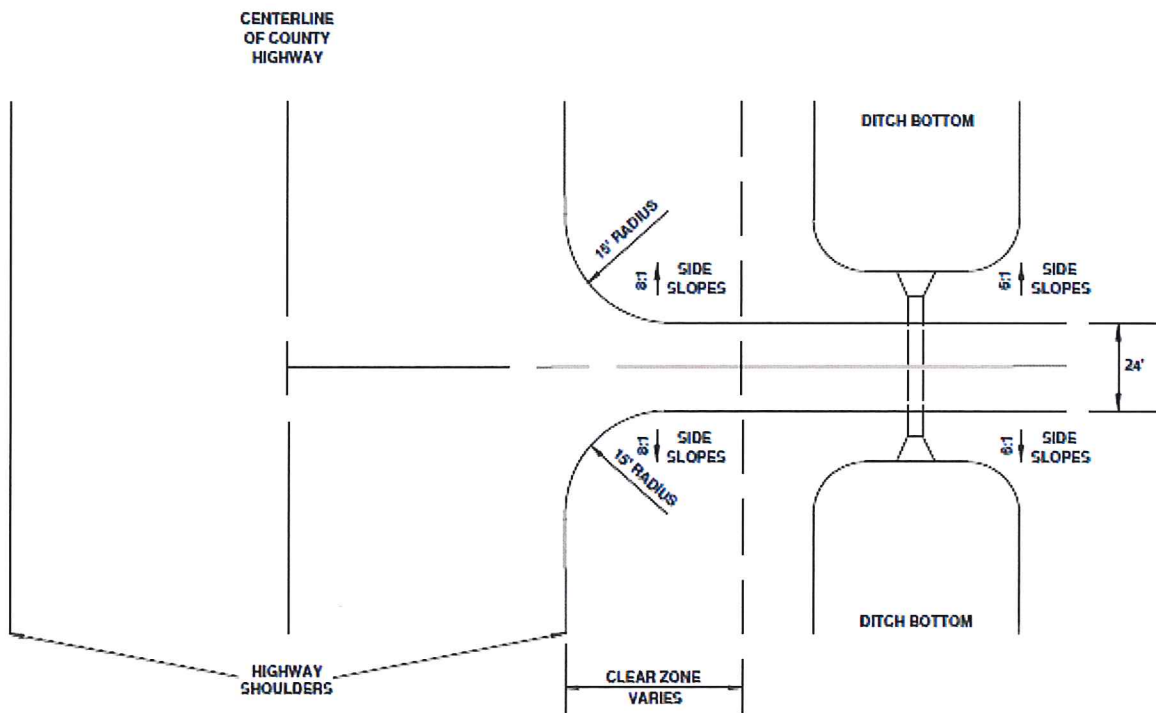 CENTERLINE
OF COUNTY
HIGHWAY
DITCH BOTTOM
15' RADIUS
8:1
SIDE
SLOPES
6:1
SIDE
SLOPES
24'
8:1
SIDE
SLOPES
6:1
SIDE
SLOPES
15' RADIUS
DITCH BOTTOM
HIGHWAY
SHOULDERS
CLEAR ZONE
VARIES